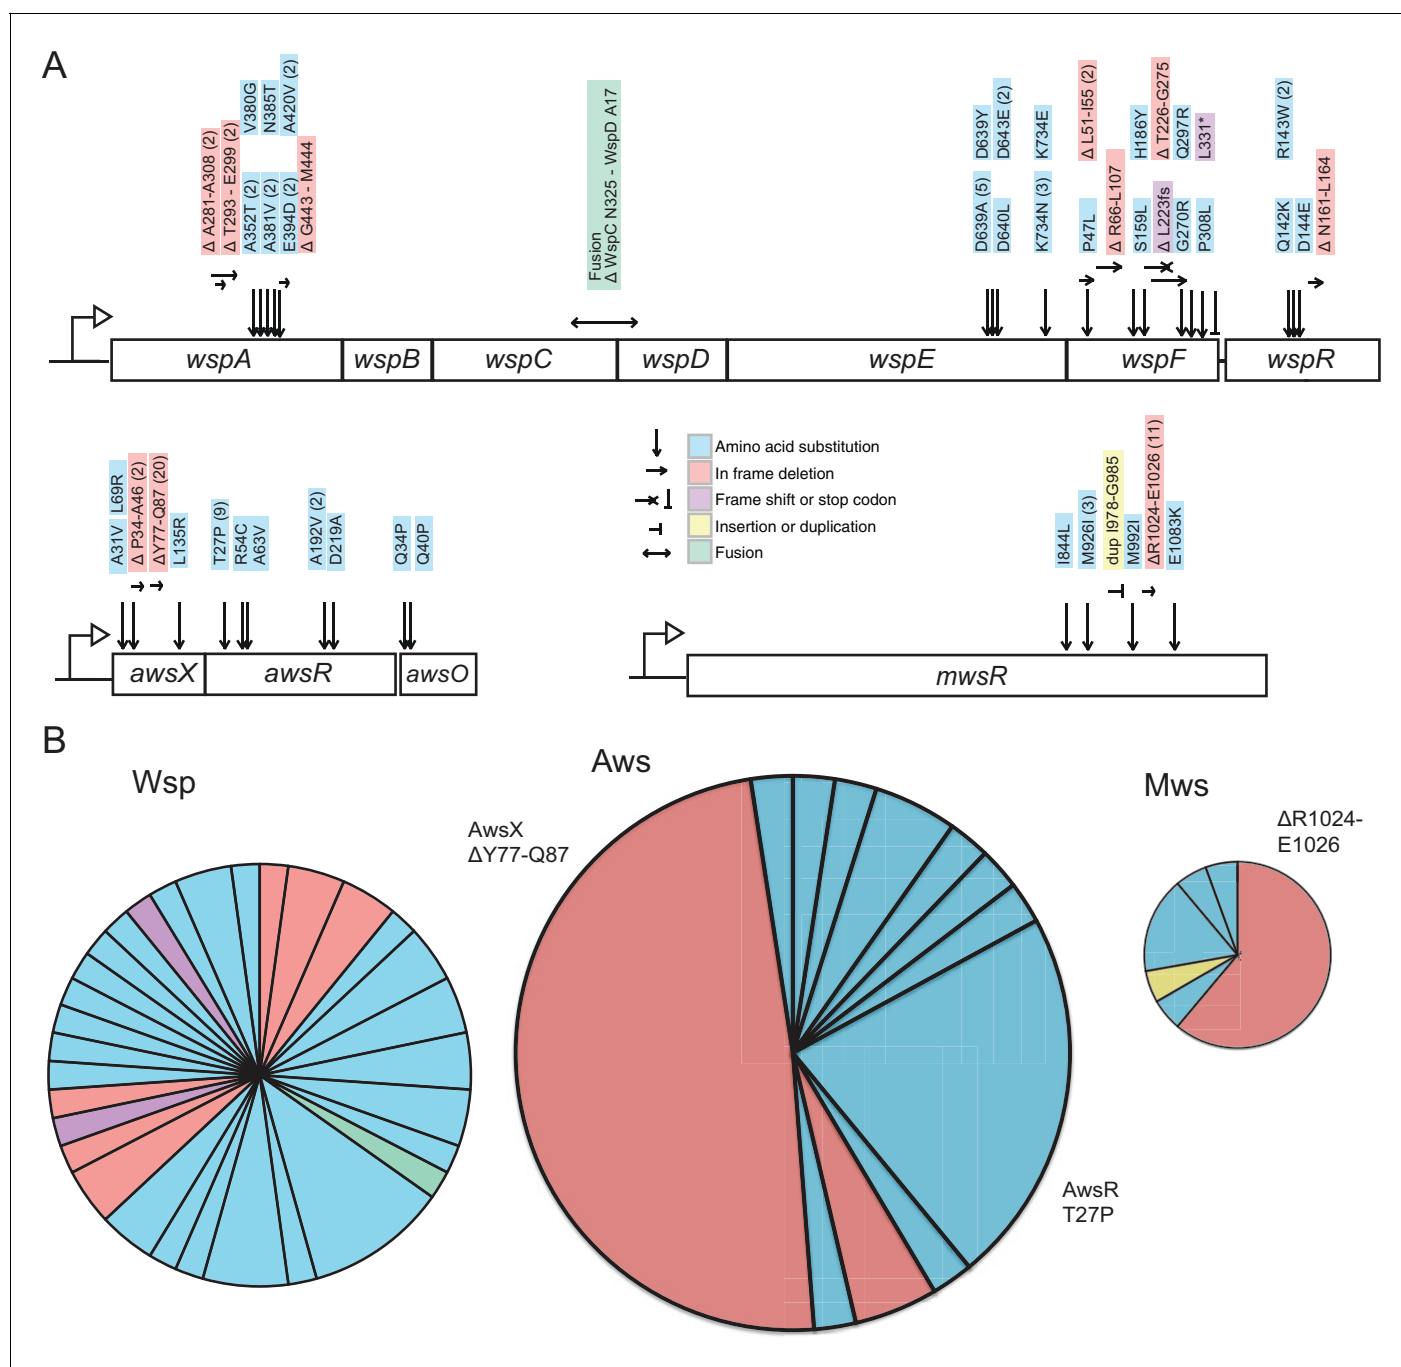 A
Δ A281-A308 (2)
Δ T293 - E299 (2)
V380G
A352T (2)
N385T
A381V (2)
A420V (2)
E394D (2)
Δ G443 - M444
Fusion
Δ WspC N325 - WspD A17
D639Y
D639A (5)
D643E (2)
D640L
K734E
K734N (3)
Δ L51-I55 (2)
P47L
Δ R66-L107
H186Y
S159L
Δ T226-G275
Δ L223fs
Q297R
G270R
L331*
P308L
R143W (2)
Q142K
D144E
Δ N161-L164
wspA
wspB
wspC
wspD
wspE
wspF
wspR
A31V
L69R
Δ P34-A46 (2)
ΔY77-Q87 (20)
L135R
T27P (9)
R54C
A63V
A192V (2)
D219A
Q34P
Q40P
Amino acid substitution
In frame deletion
Frame shift or stop codon
Insertion or duplication
Fusion
I844L
M926I (3)
dup I978-G985
M992I
ΔR1024-E1026 (11)
E1083K
awsX
awsR
awsO
mwsR
B
Wsp
Aws
Mws
AwsX
ΔY77-Q87
ΔR1024-
E1026
AwsR
T27P